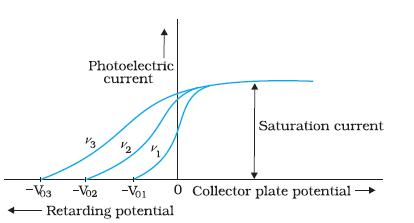 Photoelectric
current
ν3
ν2
ν1
Saturation current
–V03 –V02 –V01 0 Collector plate potential →
← Retarding potential